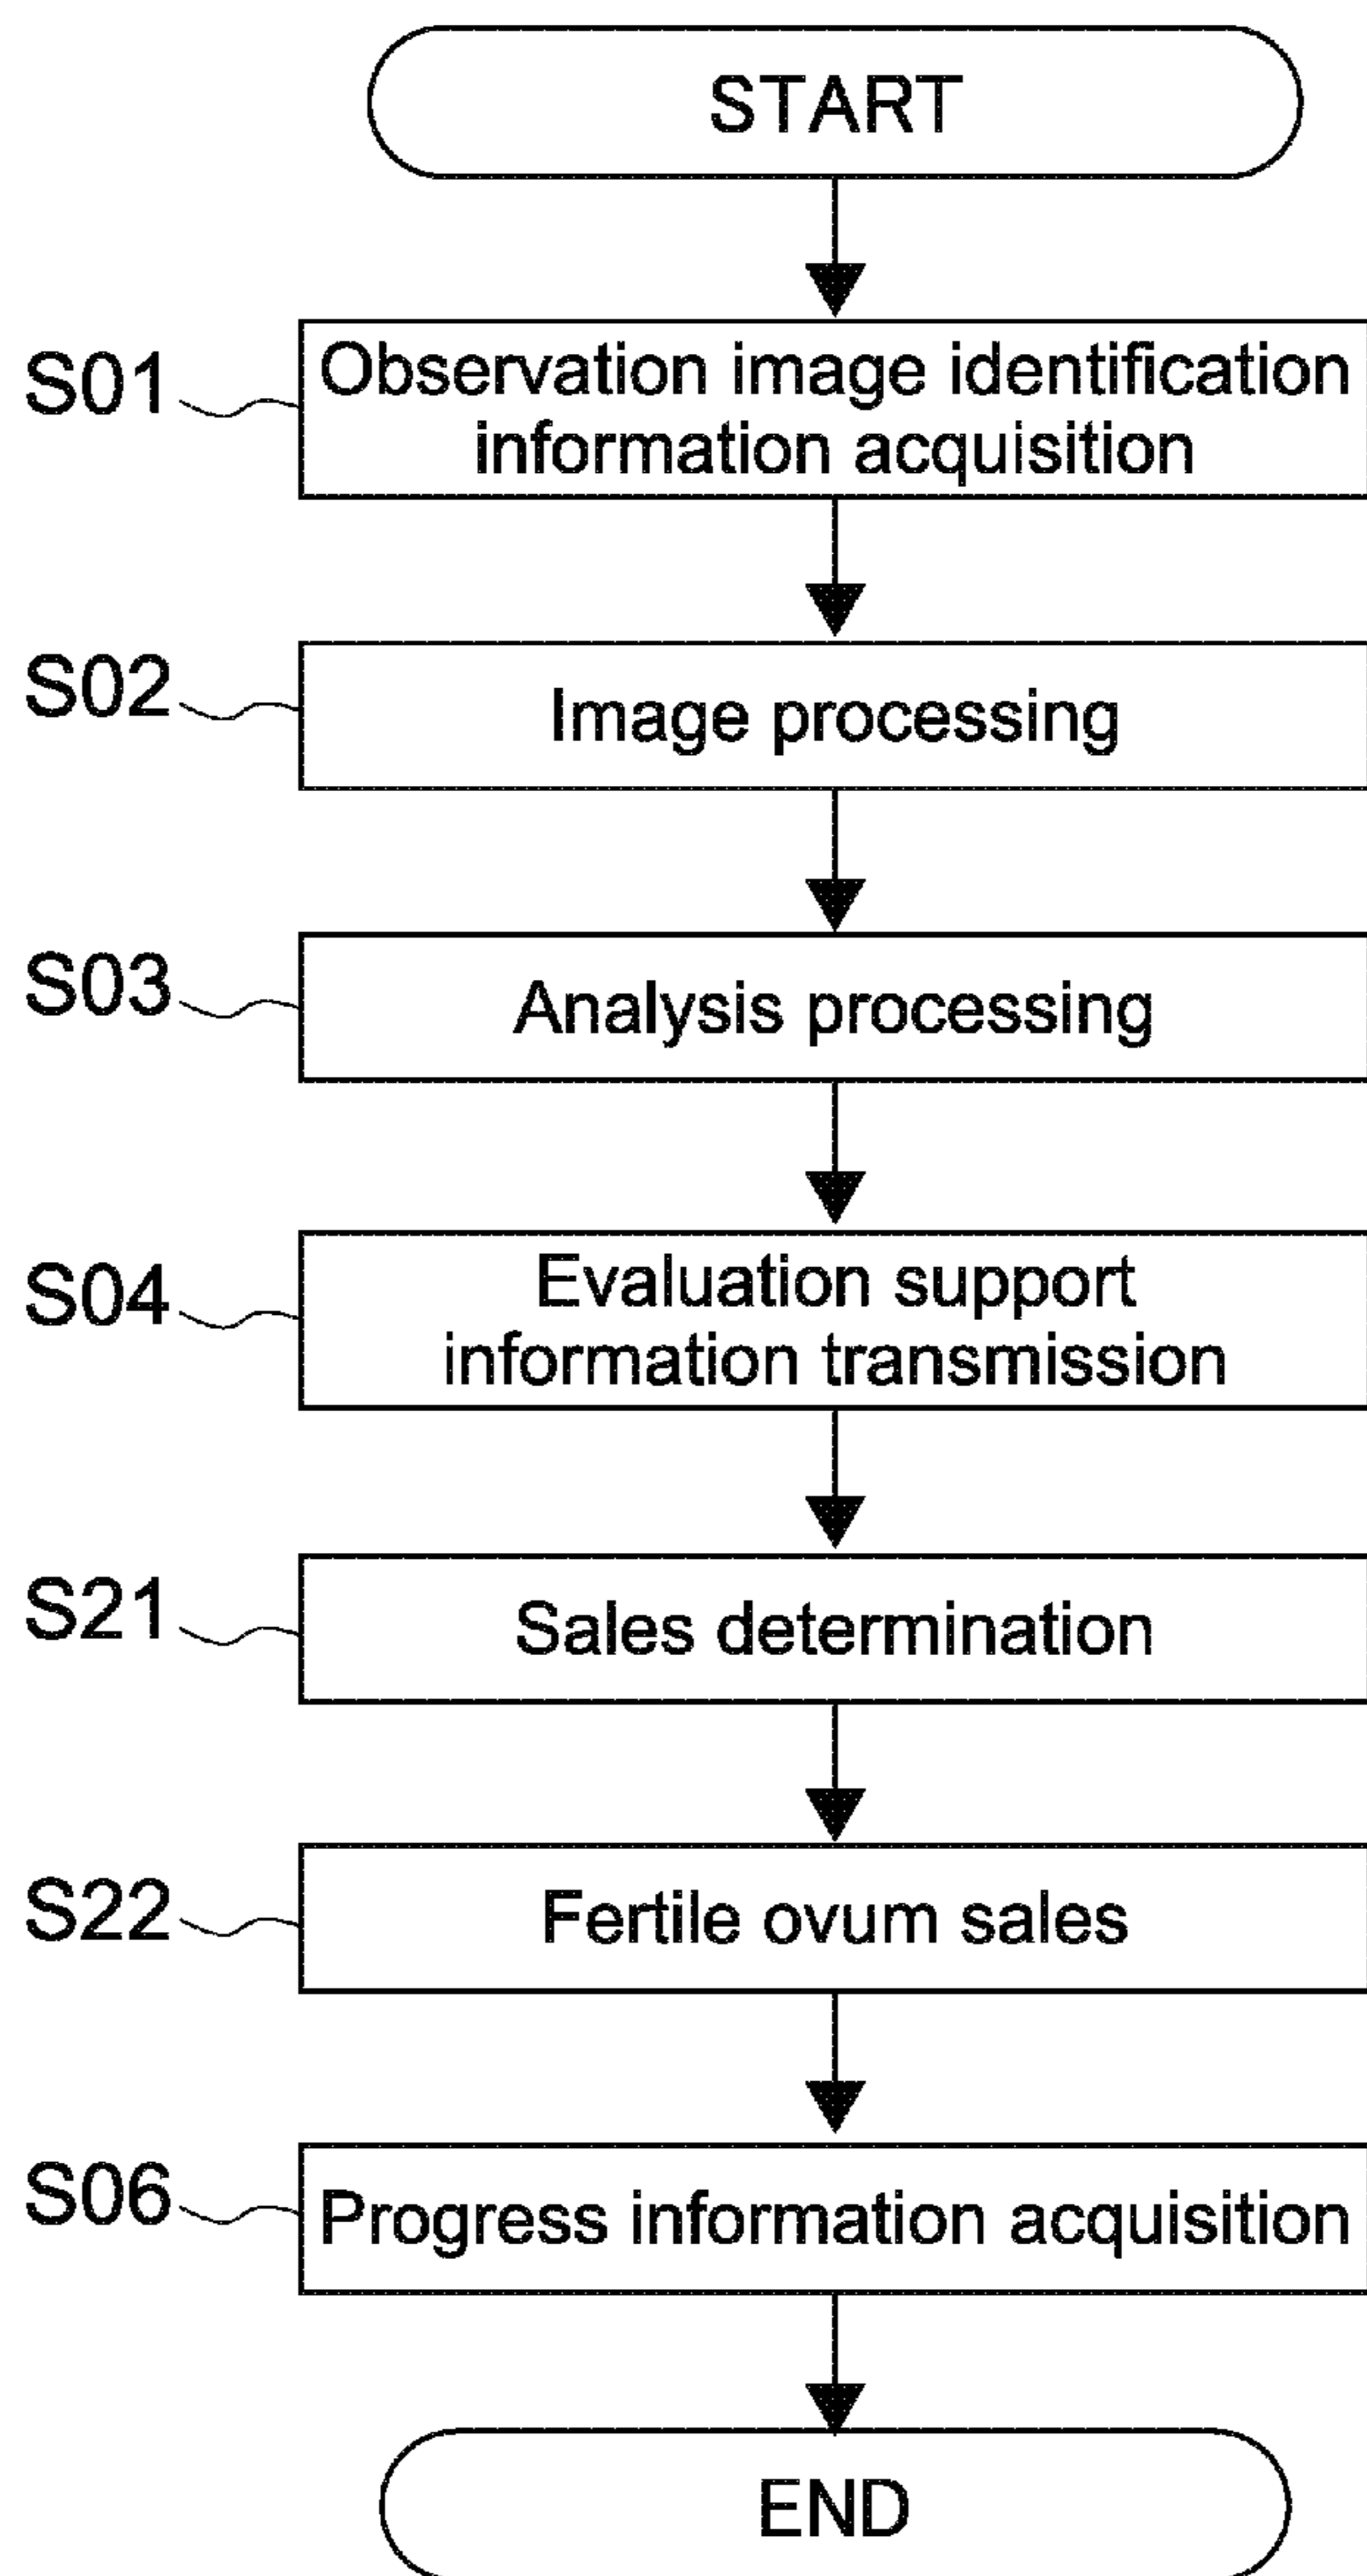 START
S01
Observation image identification
information acquisition
S02
Image processing
S03
Analysis processing
S04
Evaluation support
information transmission
S21
Sales determination
S22
Fertile ovum sales
S06
Progress information acquisition
END